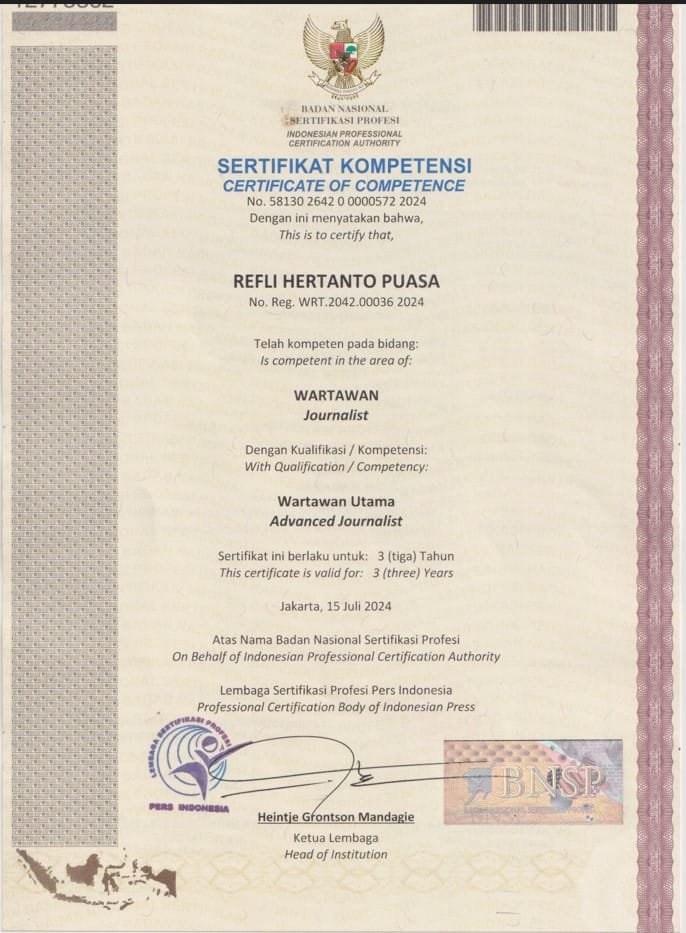 BADAN NASIONAL
SERTIFIKASI PROFESI
INDONESIAN PROFESSIONAL
CERTIFICATION AUTHORITY
SERTIFIKAT KOMPETENSI
CERTIFICATE OF COMPETENCE
No. 58130 2642 0 0000572 2024
Dengan ini menyatakan bahwa,
This is to certify that,
REFLI HERTANTO PUASA
No. Reg. WRT.2042.00036 2024
Telah kompeten pada bidang:
Is competent in the area of:
WARTAWAN
Journalist
Dengan Kualifikasi / Kompetensi:
With Qualification / Competency:
Wartawan Utama
Advanced Journalist
Sertifikat ini berlaku untuk: 3 (tiga) Tahun
This certificate is valid for: 3 (three) Years
Jakarta, 15 Juli 2024
Atas Nama Badan Nasional Sertifikasi Profesi
On Behalf of Indonesian Professional Certification Authority
Lembaga Sertifikasi Profesi Pers Indonesia
Professional Certification Body of Indonesian Press
LEMBAGA SERTIFIKASI PROFESI
PERS INDONESIA
BNSP
BADAN NASIONAL SERTIFIKASI PROFESI
Heintje Grontson Mandagie
Ketua Lembaga
Head of Institution